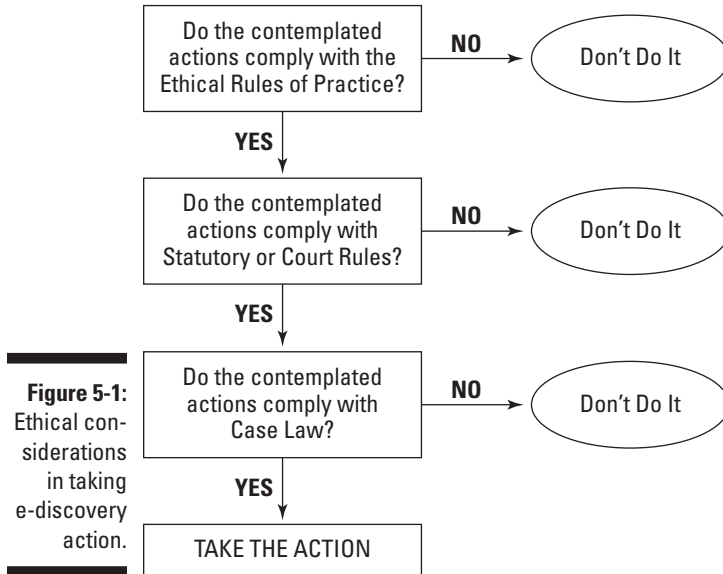 Do the contemplated
actions comply with the
Ethical Rules of Practice?
NO
Don't Do It
YES
Do the contemplated
actions comply with
Statutory or Court Rules?
NO
Don't Do It
YES
Do the contemplated
actions comply with
Case Law?
NO
Don't Do It
YES
TAKE THE ACTION
Figure 5-1:
Ethical con-
siderations
in taking
e-discovery
action.